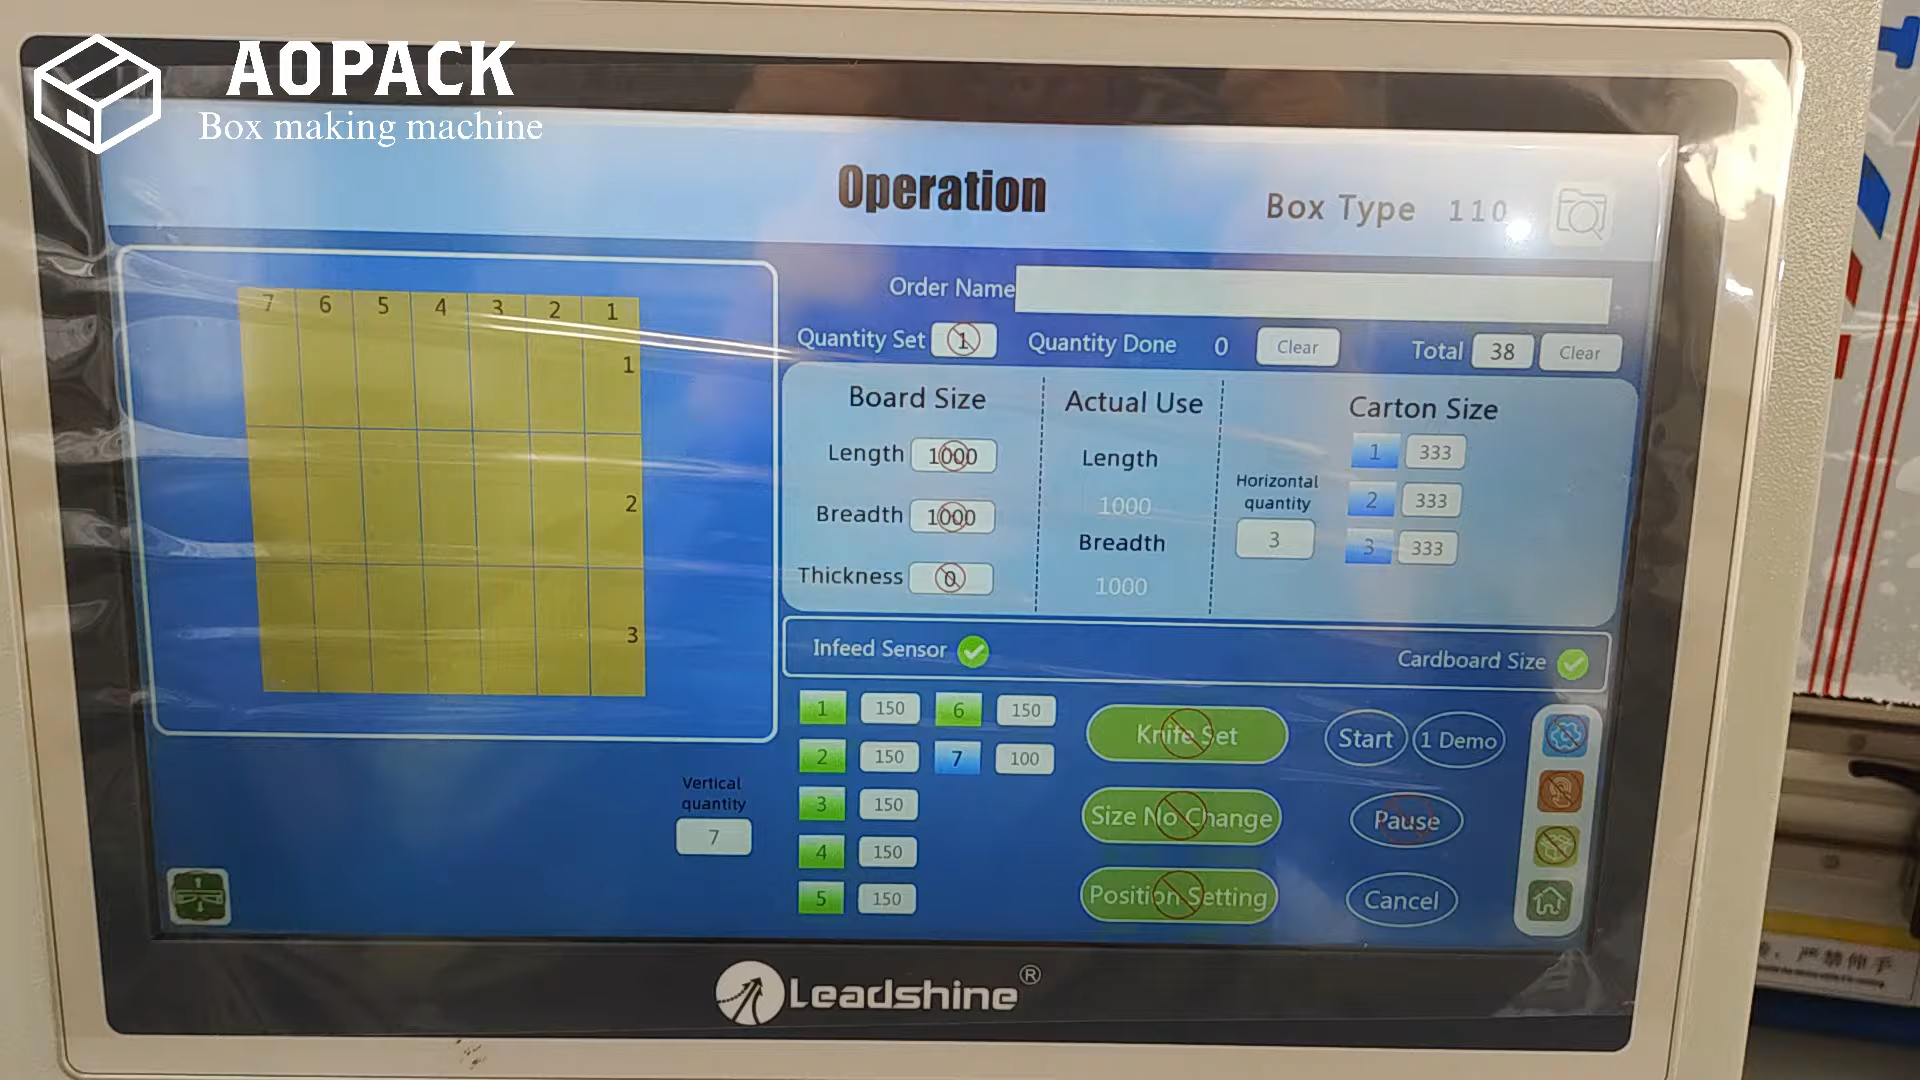 AOPACK
Box making machine
Operation
Box Type 110
Order Name
Quantity Set 1 Quantity Done 0 Clear Total 38 Clear
7 6 5 4 3 2 1
1
2
3
Board Size Actual Use Carton Size
Length 1000 Length 1 333
Horizontal quantity 3
1000 2 333
Breadth 1000 Breadth 3 333
Thickness 0 1000
Infeed Sensor Cardboard Size
1 150 6 150 Knife Set Start 1 Demo
2 150 7 100
Vertical quantity 7
3 150 Size No Change Pause
4 150
5 150 Position Setting Cancel
Leadshine®
严禁伸手